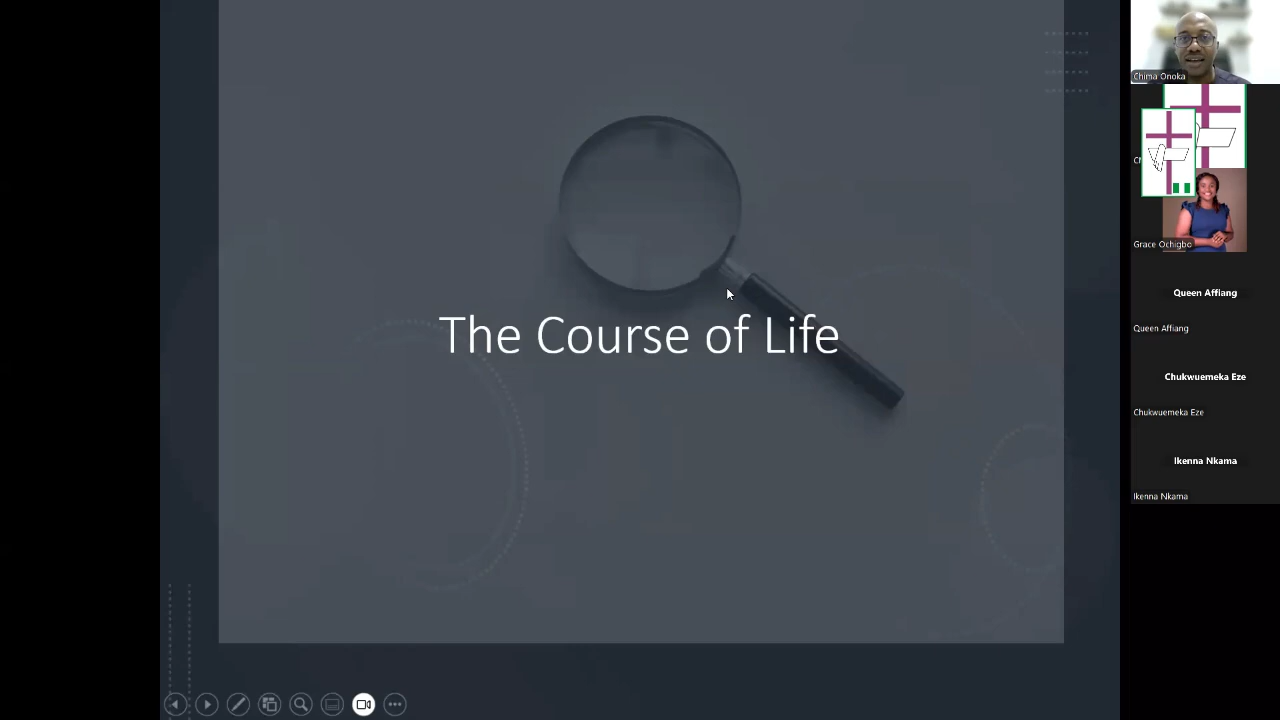 The Course of Life
Chima Onoka
Grace Ochigbo
Queen Affiang
Queen Affiang
Chukwuemeka Eze
Chukwuemeka Eze
Ikenna Nkama
Ikenna Nkama